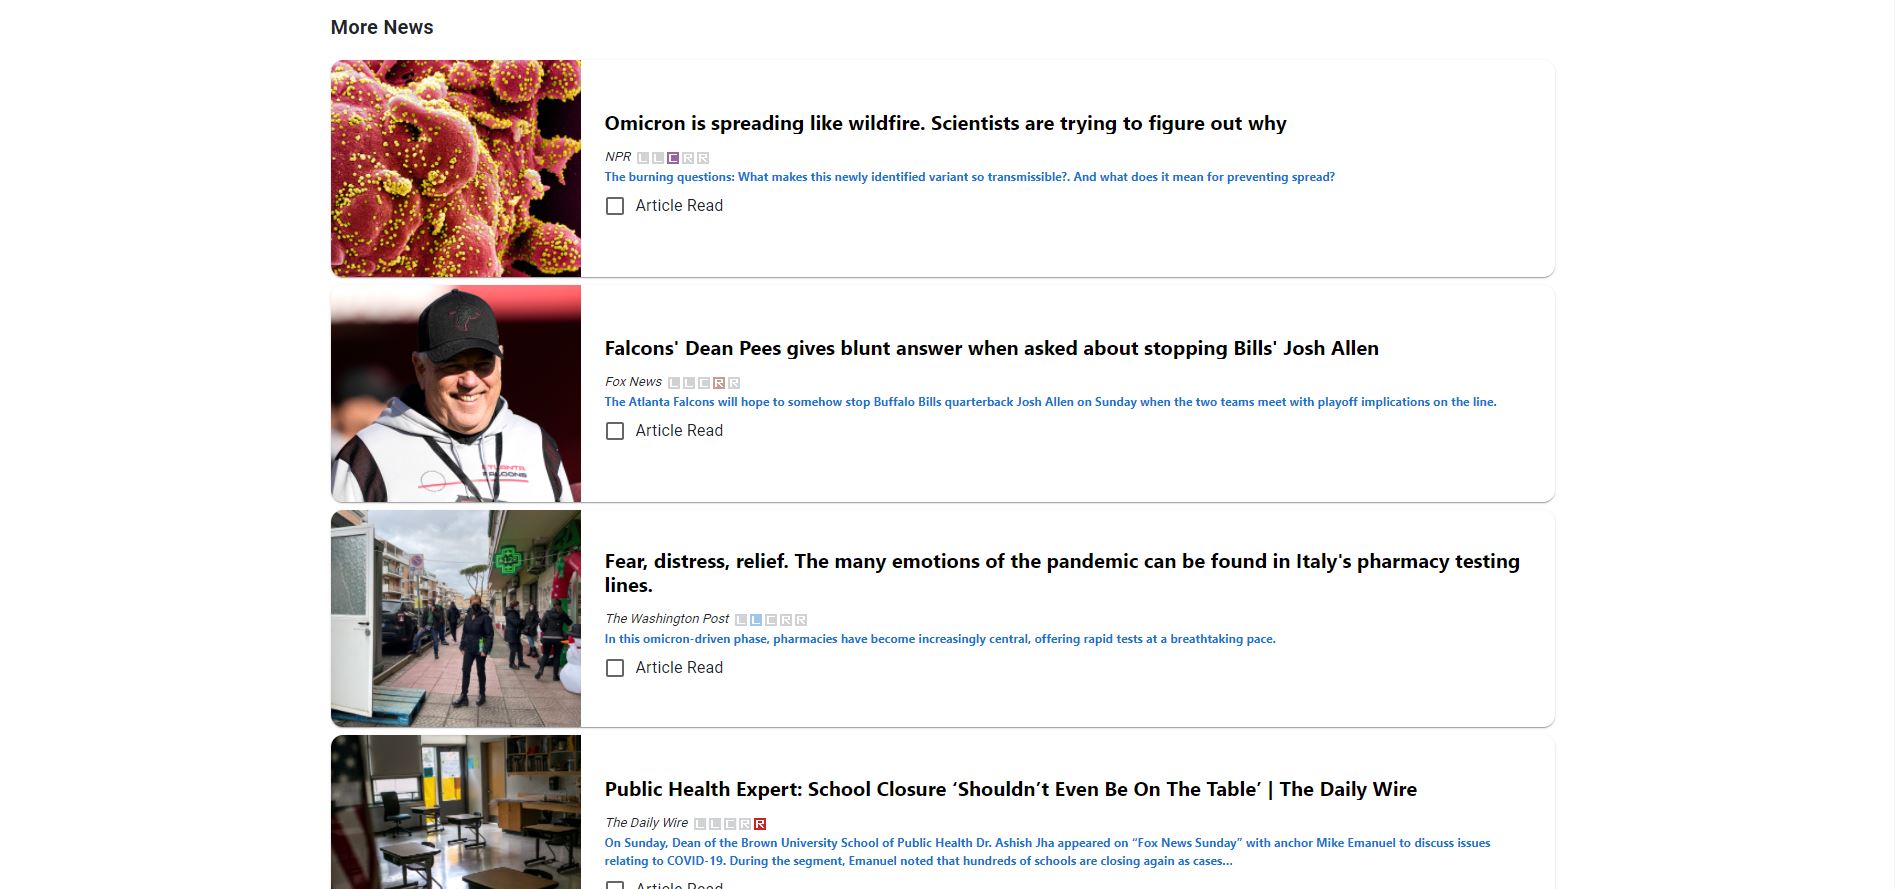 More News
Omicron is spreading like wildfire. Scientists are trying to figure out why
NPR L L C R R
The burning questions: What makes this newly identified variant so transmissible?. And what does it mean for preventing spread?
Article Read
Falcons' Dean Pees gives blunt answer when asked about stopping Bills' Josh Allen
Fox News L L C R R
The Atlanta Falcons will hope to somehow stop Buffalo Bills quarterback Josh Allen on Sunday when the two teams meet with playoff implications on the line.
Article Read
Fear, distress, relief. The many emotions of the pandemic can be found in Italy's pharmacy testing
lines.
The Washington Post L L C R R
In this omicron-driven phase, pharmacies have become increasingly central, offering rapid tests at a breathtaking pace.
Article Read
Public Health Expert: School Closure ‘Shouldn’t Even Be On The Table’ | The Daily Wire
The Daily Wire L L C R R
On Sunday, Dean of the Brown University School of Public Health Dr. Ashish Jha appeared on “Fox News Sunday” with anchor Mike Emanuel to discuss issues
relating to COVID-19. During the segment, Emanuel noted that hundreds of schools are closing again as cases...
Article Read